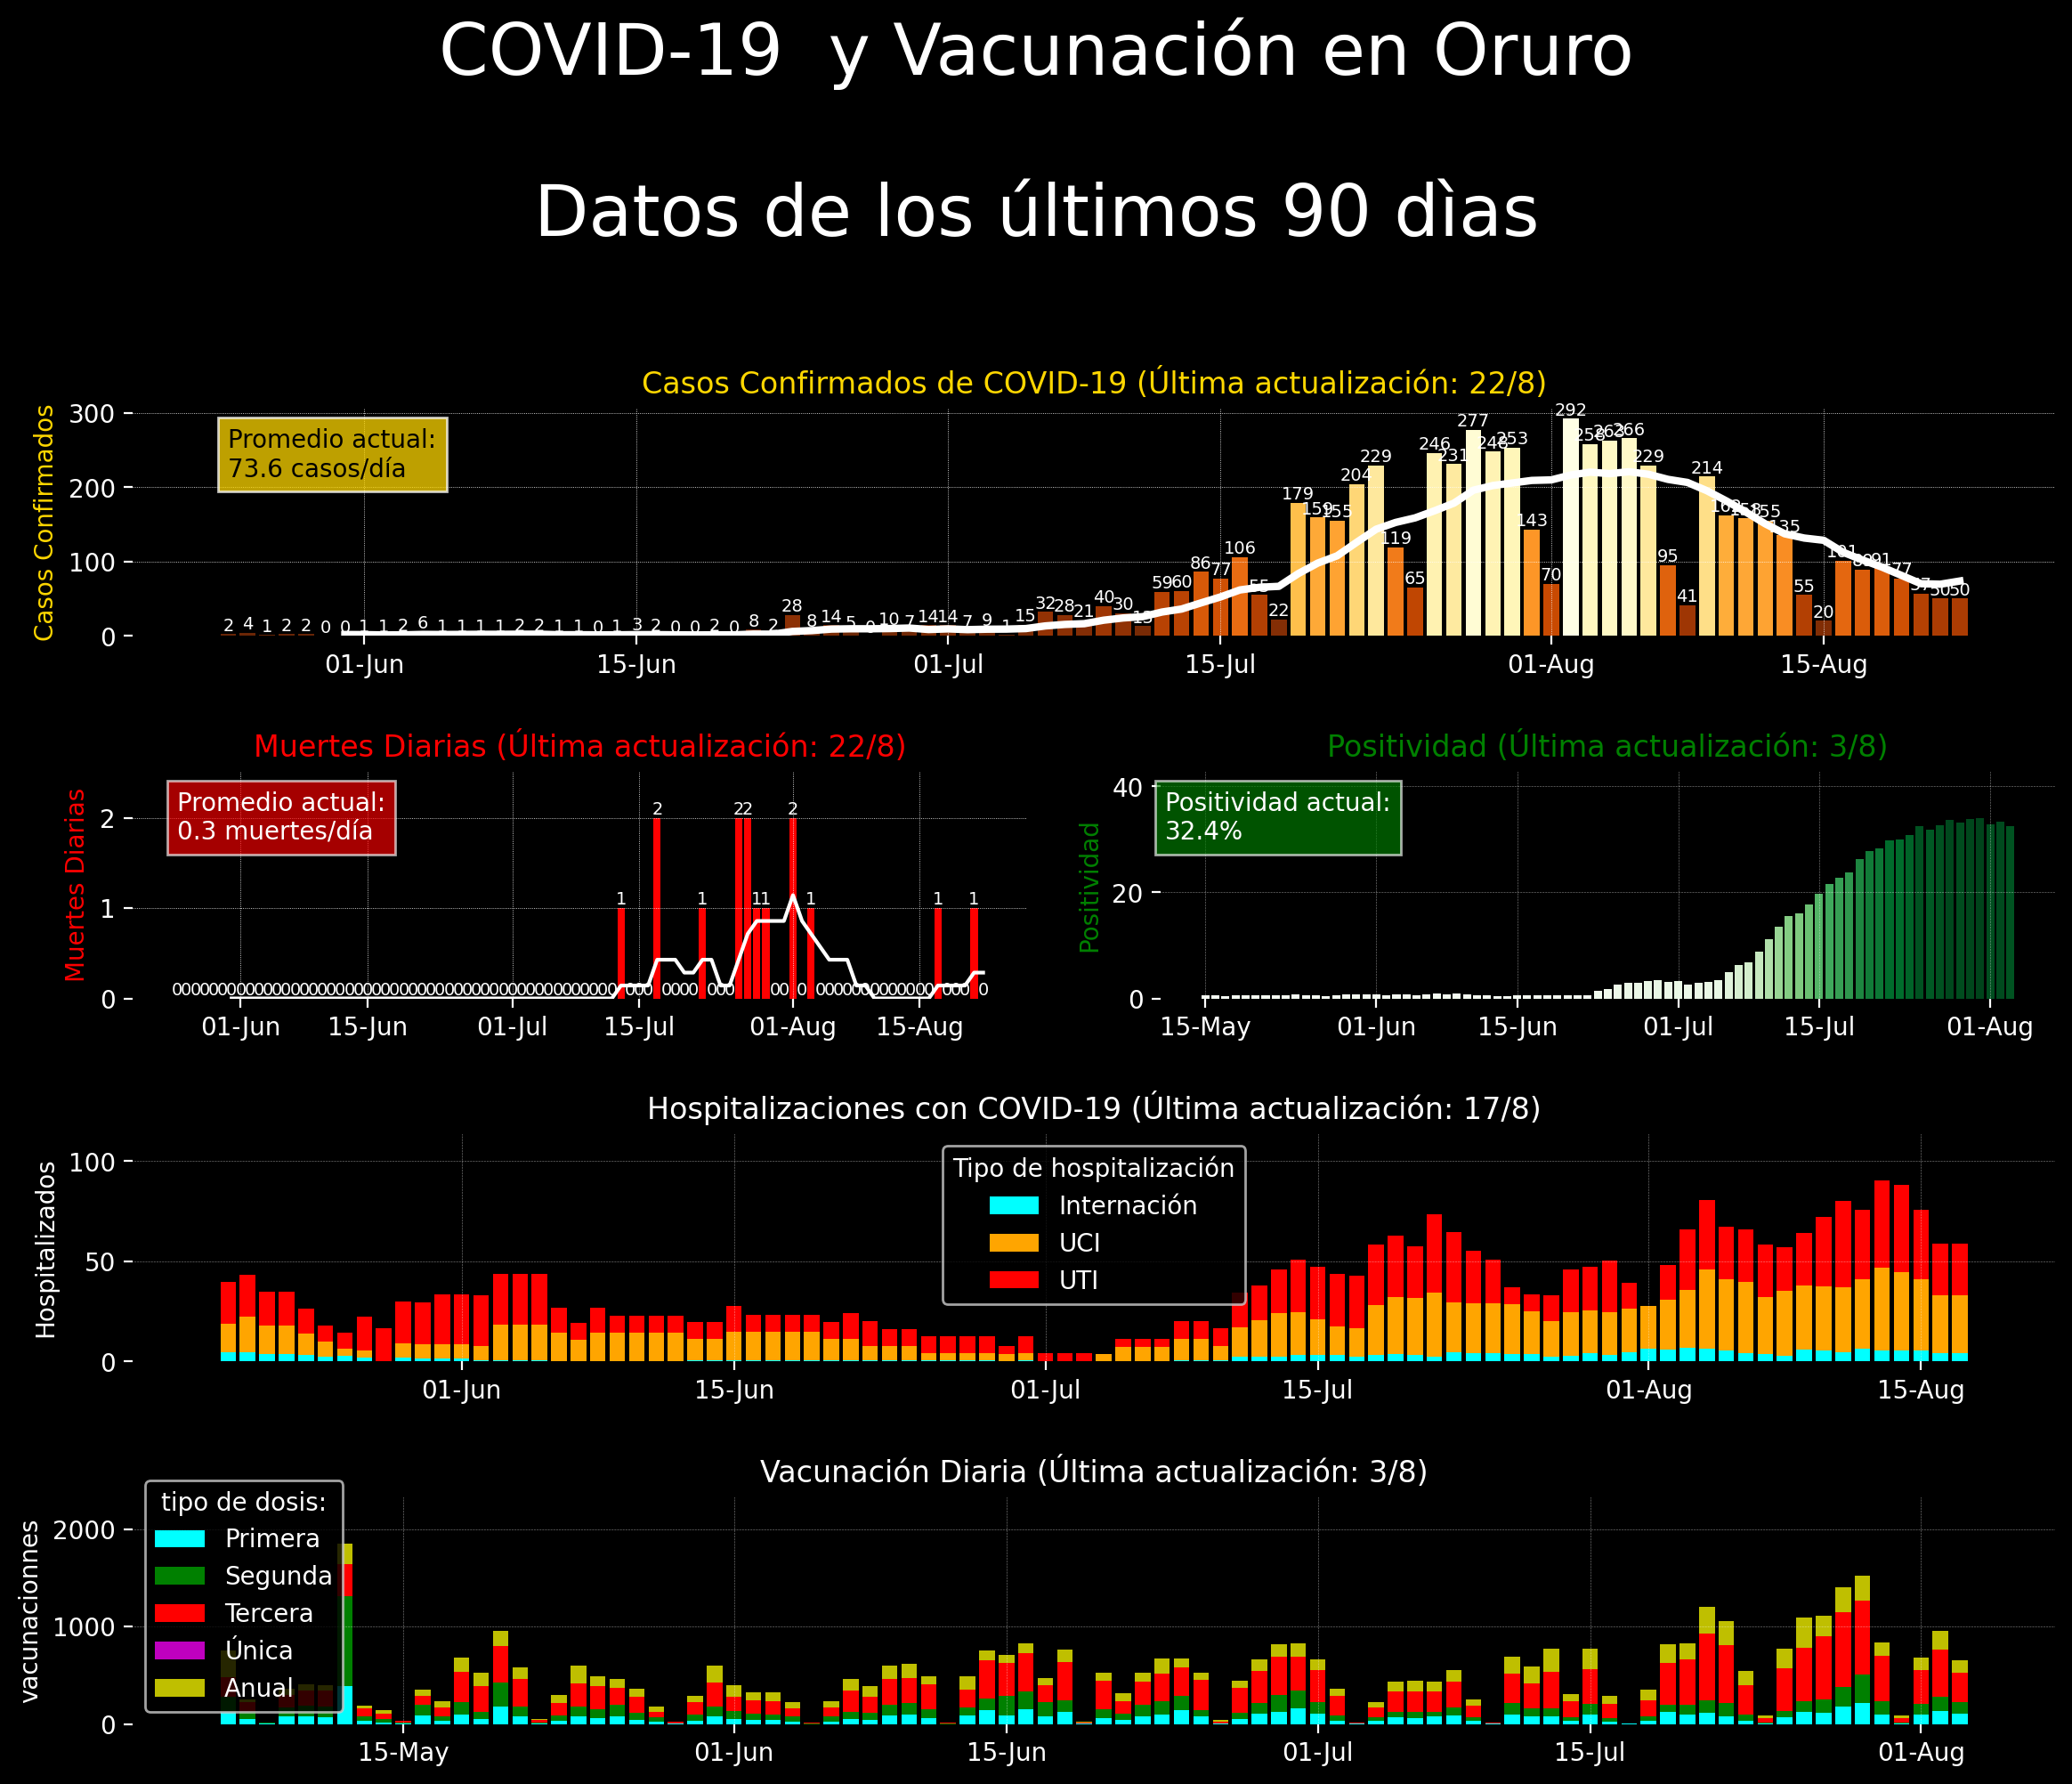 COVID-19  y Vacunación en Oruro
Datos de los últimos 90 dìas
Casos Confirmados de COVID-19 (Última actualización: 22/8)
Casos Confirmados
300
200
100
0
Promedio actual:
73.6 casos/día
2 4 1 2 2 0 0 1 1 2 6 1 1 1 1 2 2 1 1 0 1 3 2 0 0 2 0 8 2 28 8 14 5 0 10 7 14 14 7 9 1 15 32 28 21 40 30 13 59 60 86 77 106 55 22 179 159 155 204 229 119 65 246 231 277 248 253 143 70 292 258 263 266 229 95 41 214 162 158 155 135 55 20 101 89 91 77 57 50 50
01-Jun 15-Jun 01-Jul 15-Jul 01-Aug 15-Aug
Muertes Diarias (Última actualización: 22/8)
Muertes Diarias
2
1
0
Promedio actual:
0.3 muertes/día
1 2 1 2 2 1 1 2 1 1 1
01-Jun 15-Jun 01-Jul 15-Jul 01-Aug 15-Aug
Positividad (Última actualización: 3/8)
Positividad
40
20
0
Positividad actual:
32.4%
15-May 01-Jun 15-Jun 01-Jul 15-Jul 01-Aug
Hospitalizaciones con COVID-19 (Última actualización: 17/8)
Hospitalizados
100
50
0
Tipo de hospitalización
Internación
UCI
UTI
01-Jun 15-Jun 01-Jul 15-Jul 01-Aug 15-Aug
Vacunación Diaria (Última actualización: 3/8)
vacunacionnes
2000
1000
0
tipo de dosis:
Primera
Segunda
Tercera
Única
Anual
15-May 01-Jun 15-Jun 01-Jul 15-Jul 01-Aug